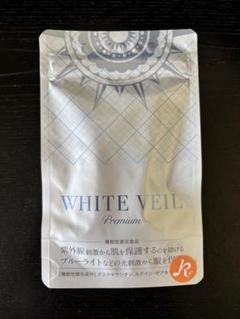 WHITE VEIL
Premium
機能性表示食品
紫外線刺激から肌を保護するのを助ける
ブルーライトなどの光刺激から眼を保